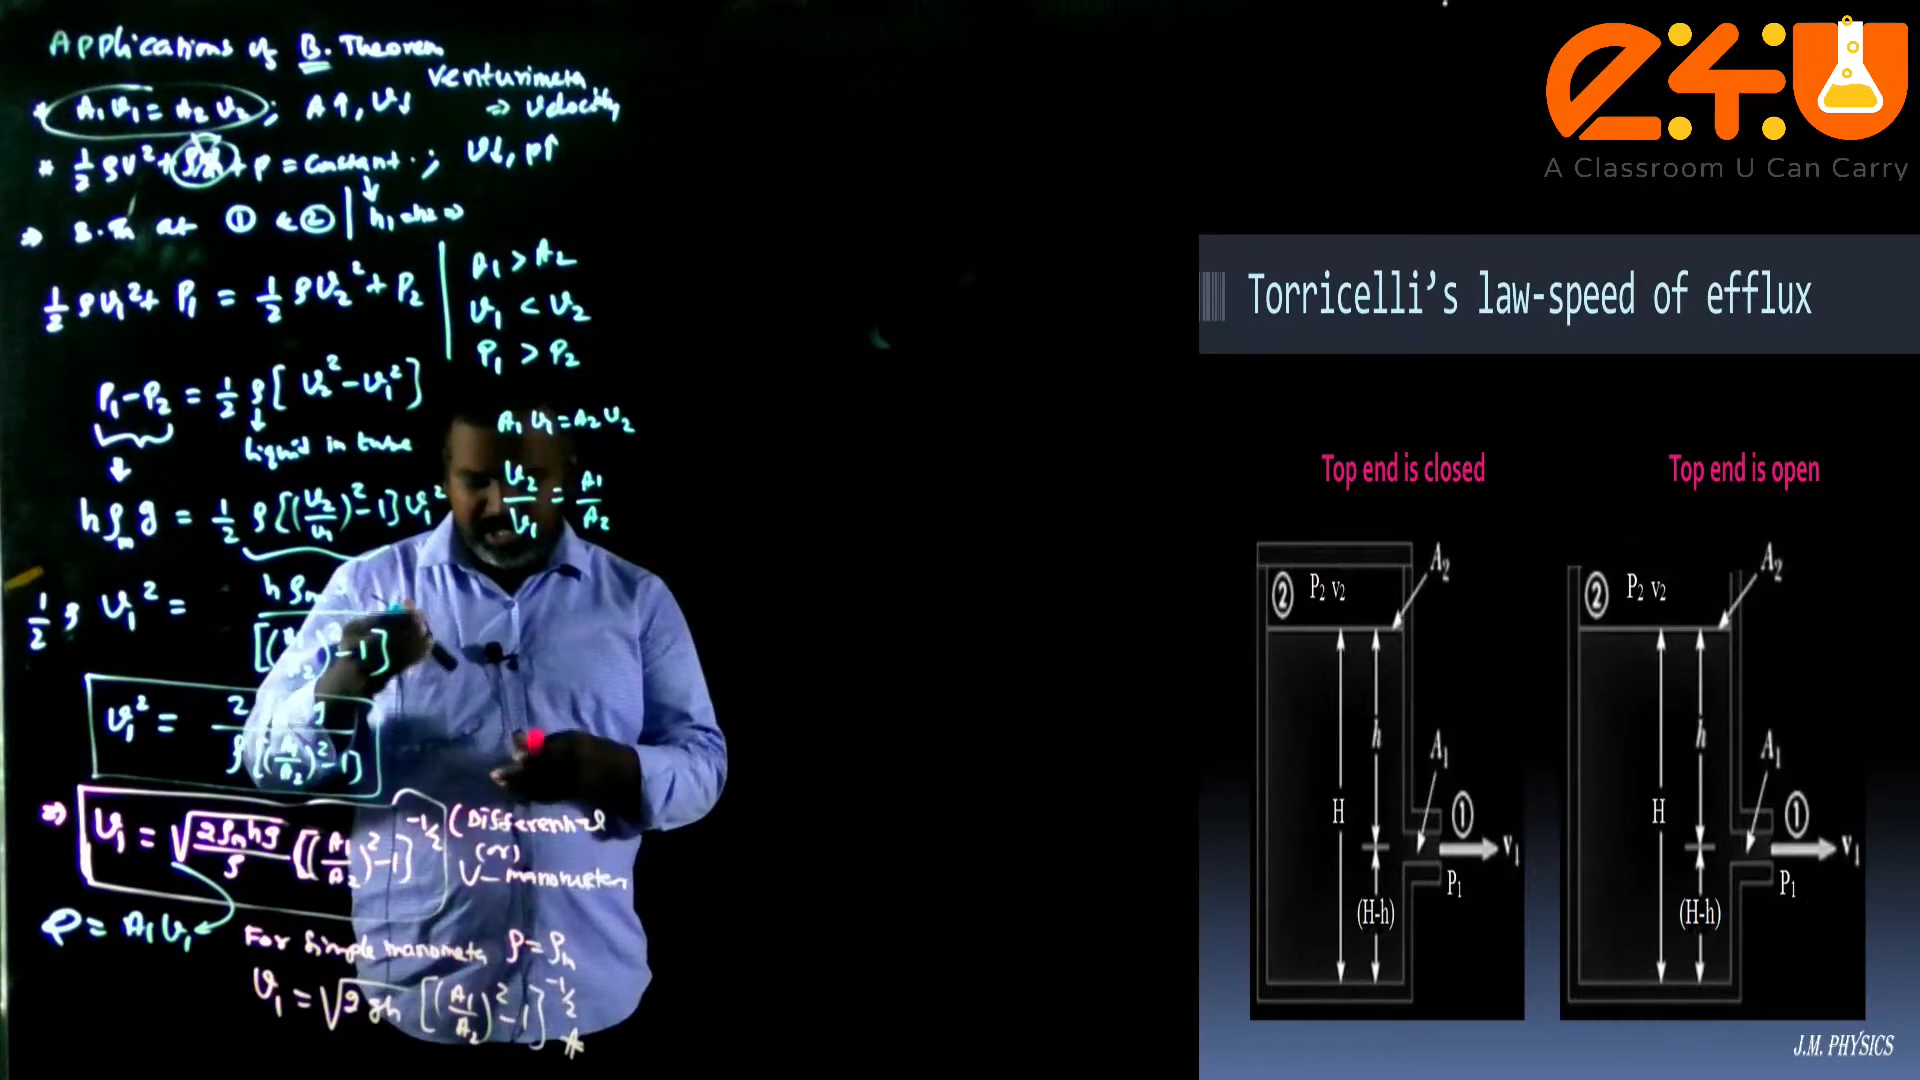 Applications of B. Theorem
Venturimeter
⇒ Velocity
* A₁v₁ = A₂v₂ ; A↑, v↓
* ½ρv² + ρgh + P = Constant. ; v↓, p↑
⇒ B.Th at ① & ② |
½ρv₁² + P₁ = ½ρv₂² + P₂
A₁ > A₂
v₁ < v₂
P₁ > P₂
P₁-P₂ = ½ρ[v₂² - v₁²]
liquid in tube
A₁v₁ = A₂v₂
hρₘg = ½ρ[(v₂/v₁)² - 1]v₁²
v₂/v₁ = A₁/A₂
½ρ v₁² =
v₁² =
⇒ v₁ = √(2ρₘhg/ρ) [(A₁/A₂)² - 1]^-½
(Differential
(or)
U-manometer
Q = A₁v₁
For Simple manometer ρ = ρₘ
v₁ = √2gh [(A₁/A₂)² - 1]^-½
e4U
A Classroom U Can Carry
Torricelli's law-speed of efflux
Top end is closed
② P₂ v₂
A₂
h
A₁
H
①
v₁
P₁
(H-h)
Top end is open
② P₂ v₂
A₂
h
A₁
H
①
v₁
P₁
(H-h)
J.M. PHYSICS